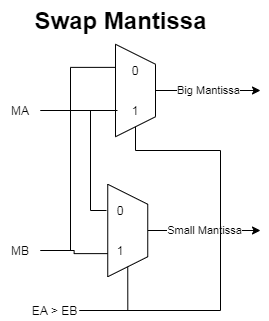 Swap Mantissa
0
Big Mantissa
MA
1
0
Small Mantissa
MB
1
EA > EB